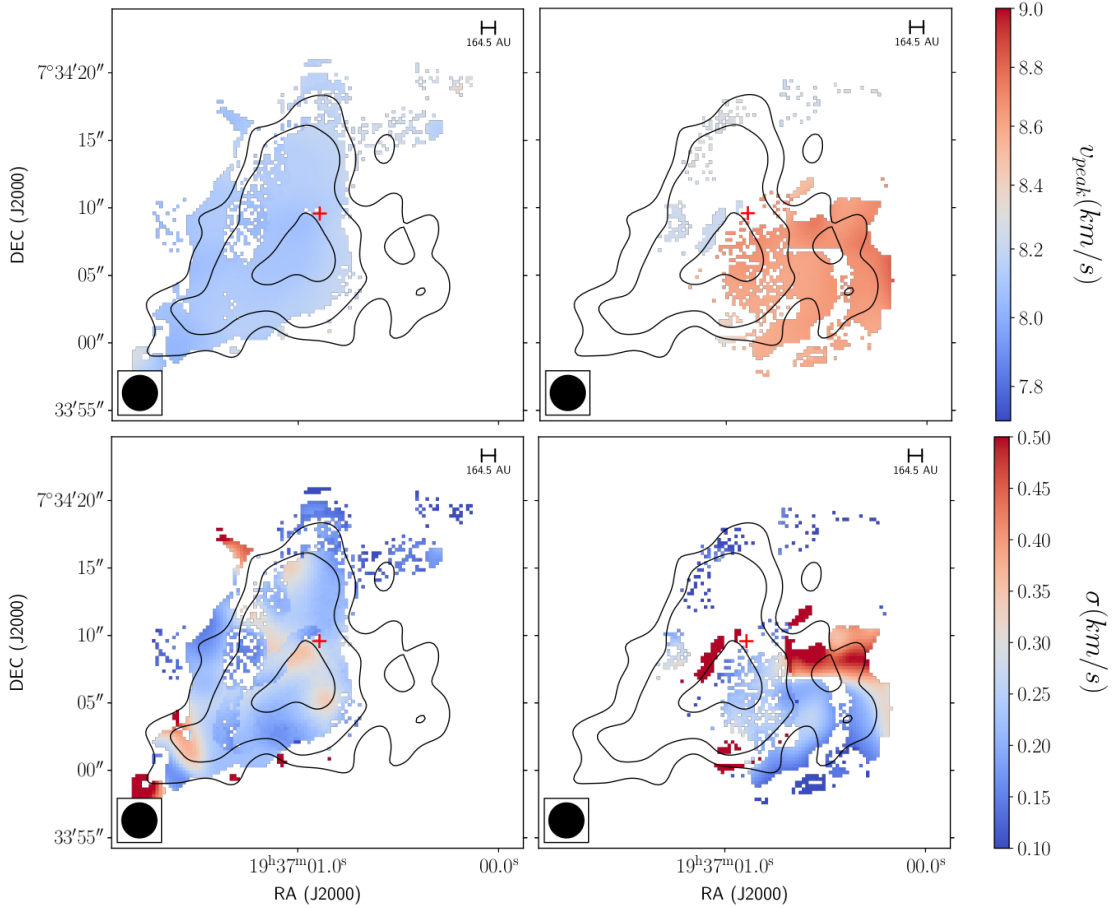 164.5 AU
164.5 AU
9.0
8.8
8.6
8.4
8.2
8.0
7.8
v_peak(km/s)
7°34′20″
15″
10″
05″
00″
33′55″
DEC (J2000)
164.5 AU
164.5 AU
0.50
0.45
0.40
0.35
0.30
0.25
0.20
0.15
0.10
σ(km/s)
7°34′20″
15″
10″
05″
00″
33′55″
DEC (J2000)
19ʰ37ᵐ01.0ˢ
00.0ˢ
19ʰ37ᵐ01.0ˢ
00.0ˢ
RA (J2000)
RA (J2000)